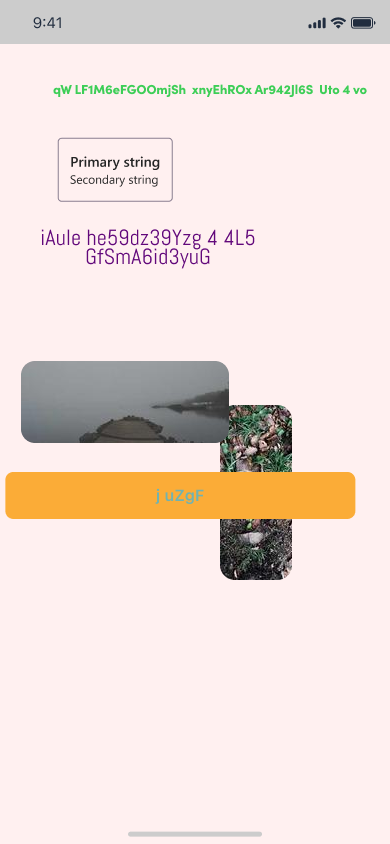 9:41
qW LF1M6eFGOOmjSh xnyEhROx Ar942Jl6S Uto 4 vo
Primary string
Secondary string
iAule he59dz39Yzg 4 4L5
GfSmA6id3yuG
j uZgF